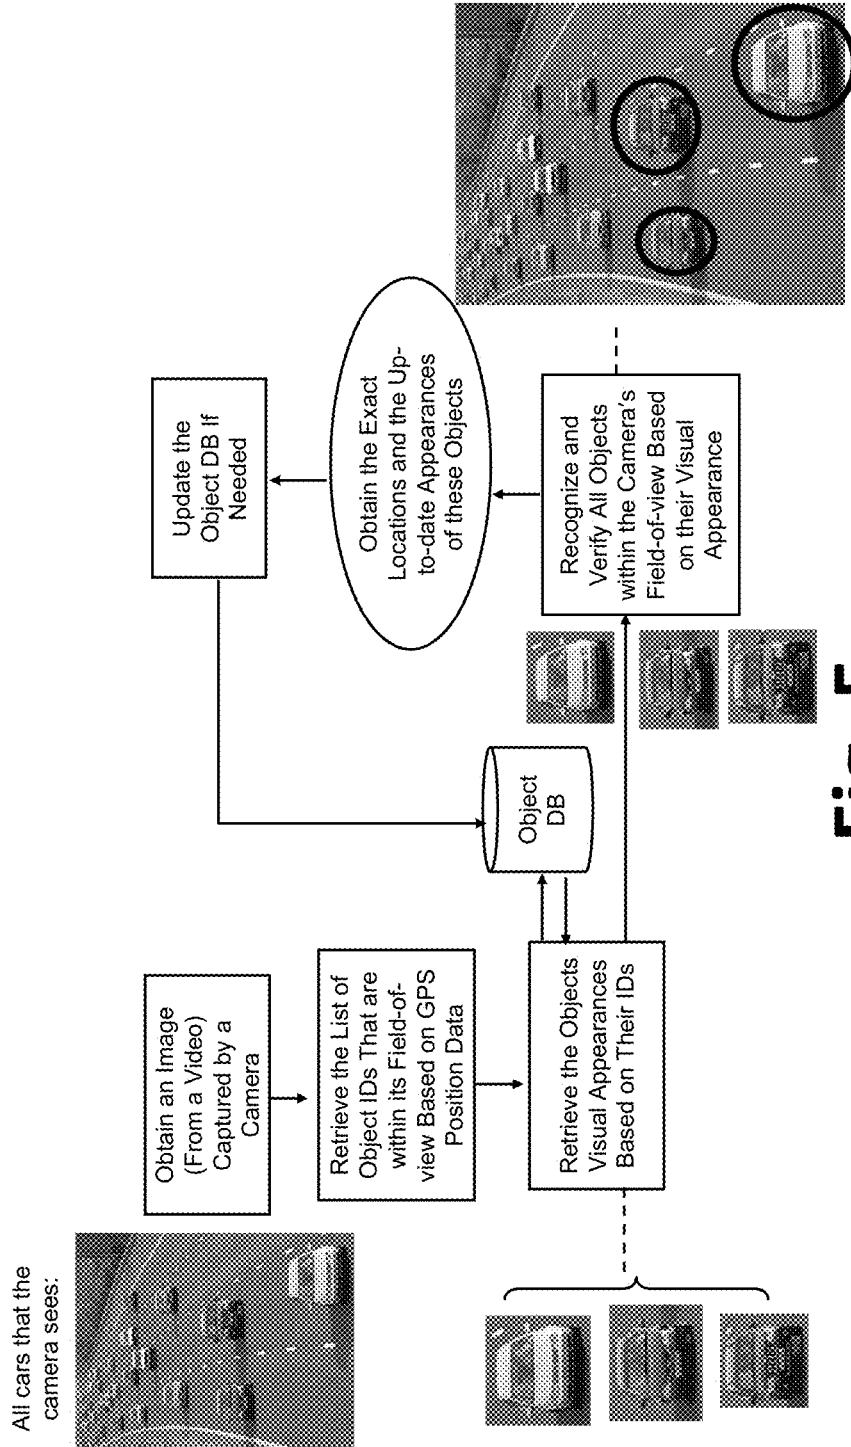 All cars that the
camera sees:
Obtain an Image
(From a Video)
Captured by a
Camera
Retrieve the List of
Object IDs That are
within its Field-of-
view Based on GPS
Position Data
Retrieve the Objects
Visual Appearances
Based on Their IDs
Object
DB
Update the
Object DB If
Needed
Obtain the Exact
Locations and the Up-
to-date Appearances
of these Objects
Recognize and
Verify All Objects
within the Camera's
Field-of-view Based
on their Visual
Appearance